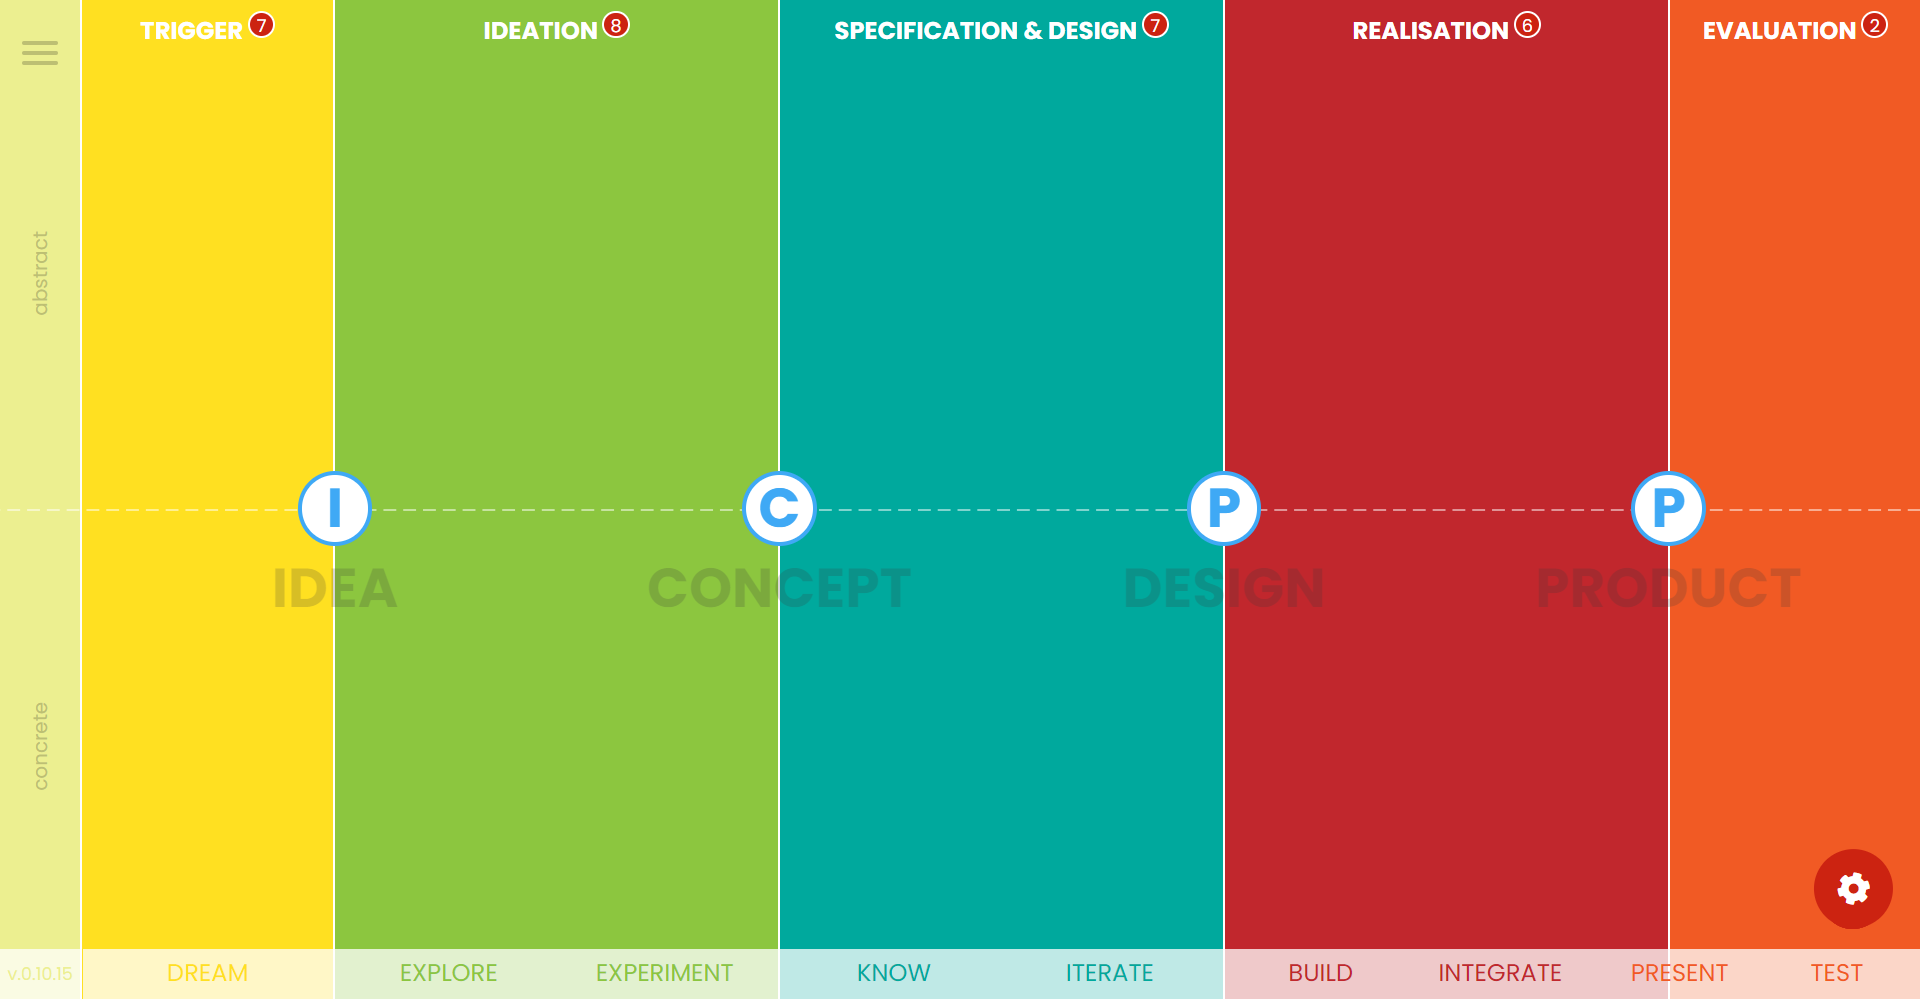 TRIGGER 7
IDEATION 8
SPECIFICATION & DESIGN 7
REALISATION 6
EVALUATION 2
abstract
I
C
P
P
IDEA
CONCEPT
DESIGN
PRODUCT
concrete
v.0.10.15
DREAM
EXPLORE
EXPERIMENT
KNOW
ITERATE
BUILD
INTEGRATE
PRESENT
TEST